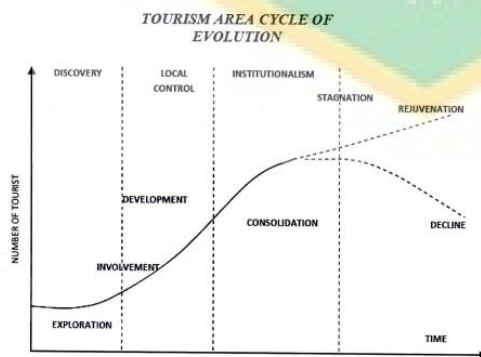 TOURISM AREA CYCLE OF
EVOLUTION
DISCOVERY
LOCAL
CONTROL
INSTITUTIONALISM
STAGNATION
REJUVENATION
DEVELOPMENT
CONSOLIDATION
DECLINE
INVOLVEMENT
EXPLORATION
NUMBER OF TOURIST
TIME